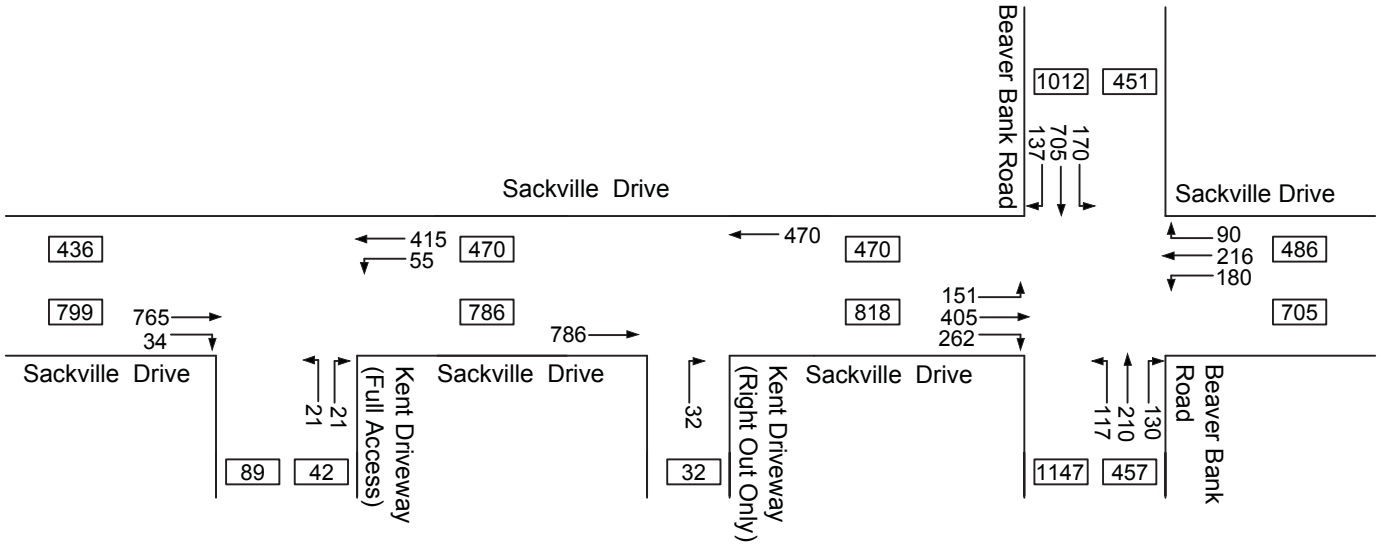 Beaver Bank Road
1012 451
137 705 170
Sackville Drive
Sackville Drive
436
415
55
470
470
470
90
216
180
486
799
765
34
786
786
818
151
405
262
705
Sackville Drive
21 21
Kent Driveway
(Full Access)
Sackville Drive
32
Kent Driveway
(Right Out Only)
Sackville Drive
117 210 130
Beaver Bank
Road
89 42
32
1147 457